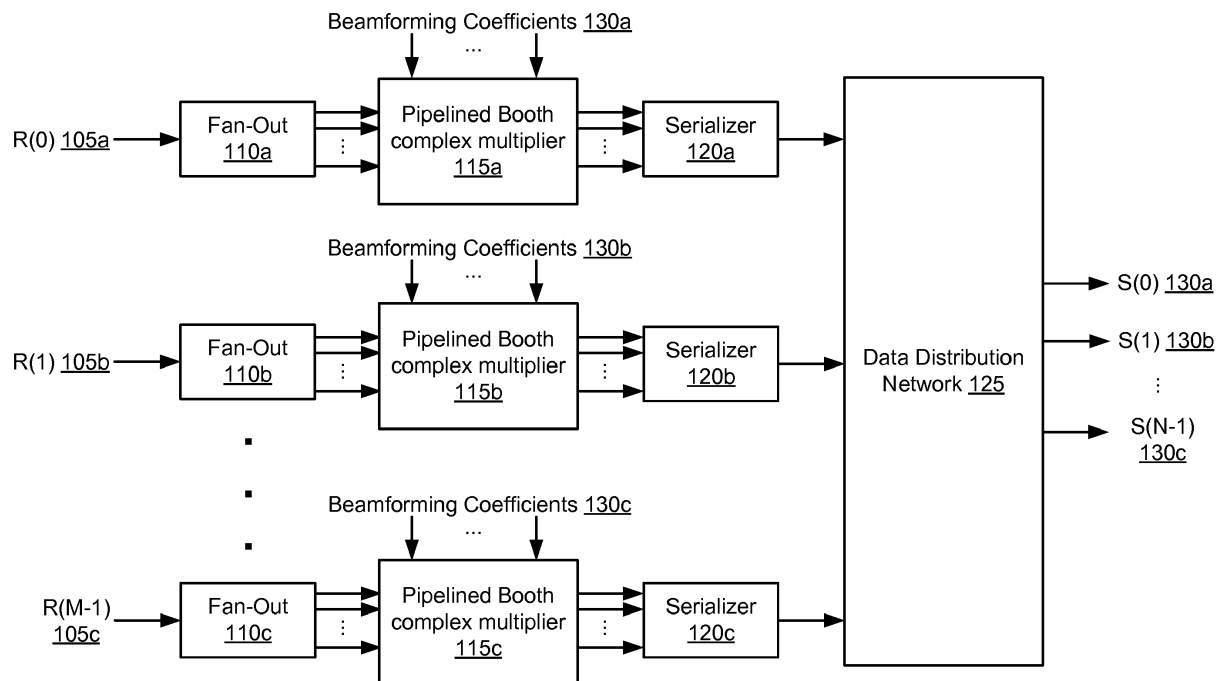 Beamforming Coefficients 130a
...
R(0) 105a
Fan-Out
110a
...
Pipelined Booth
complex multiplier
115a
...
Serializer
120a
Beamforming Coefficients 130b
...
R(1) 105b
Fan-Out
110b
...
Pipelined Booth
complex multiplier
115b
...
Serializer
120b
Beamforming Coefficients 130c
...
R(M-1)
105c
Fan-Out
110c
...
Pipelined Booth
complex multiplier
115c
...
Serializer
120c
Data Distribution
Network 125
S(0) 130a
S(1) 130b
...
S(N-1)
130c